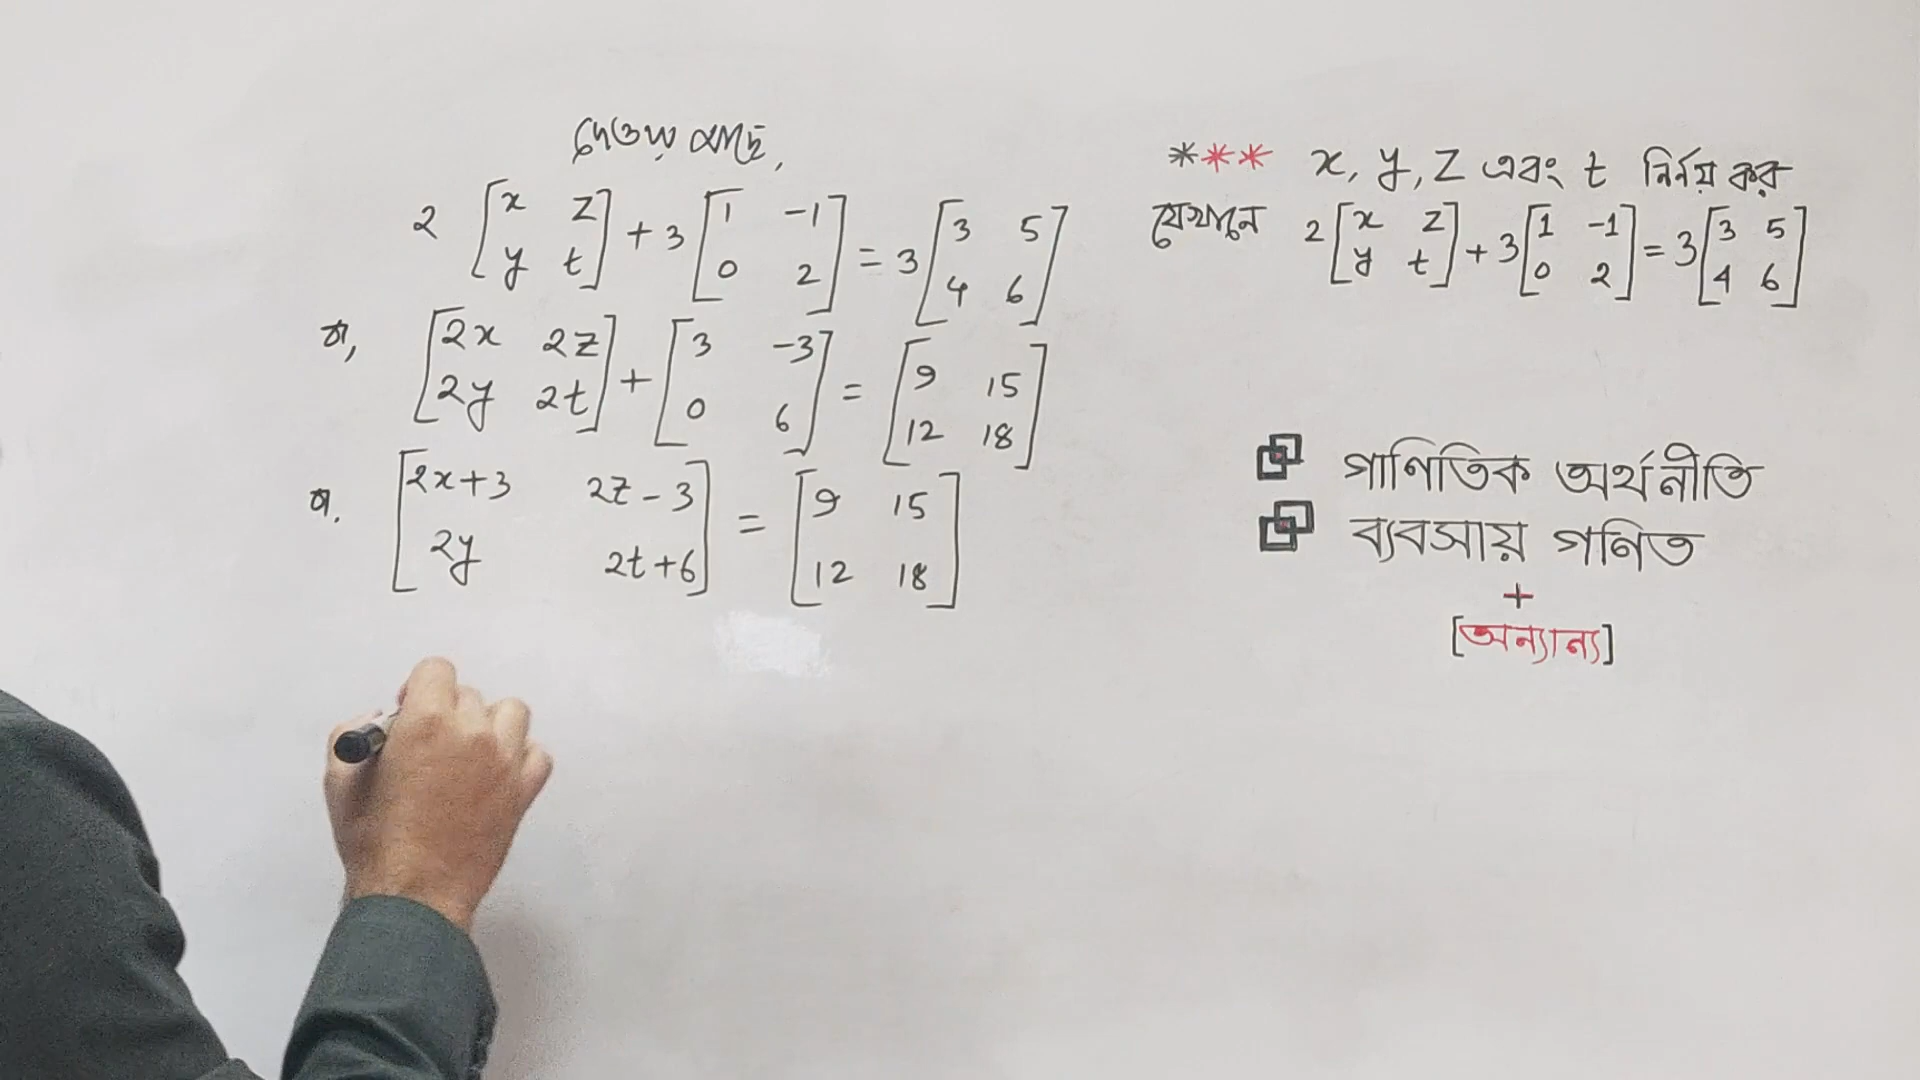 দেওয়া আছে,
2 [x z; y t] + 3 [1 -1; 0 2] = 3 [3 5; 4 6]
বা, [2x 2z; 2y 2t] + [3 -3; 0 6] = [9 15; 12 18]
বা. [2x+3 2z-3; 2y 2t+6] = [9 15; 12 18]
*** x, y, z এবং t নির্নয় কর
যেখানে 2 [x z; y t] + 3 [1 -1; 0 2] = 3 [3 5; 4 6]
গাণিতিক অর্থনীতি
ব্যবসায় গণিত
+
[অন্যান্য]